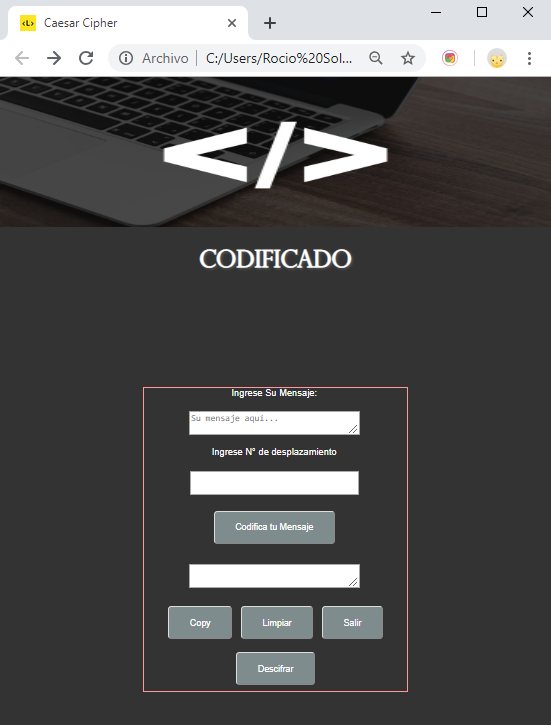 <L> Caesar Cipher
Archivo | C:/Users/Rocio%20Sol...
</>
CODIFICADO
Ingrese Su Mensaje:
Su mensaje aquí...
Ingrese N° de desplazamiento
Codifica tu Mensaje
Copy Limpiar Salir
Descifrar